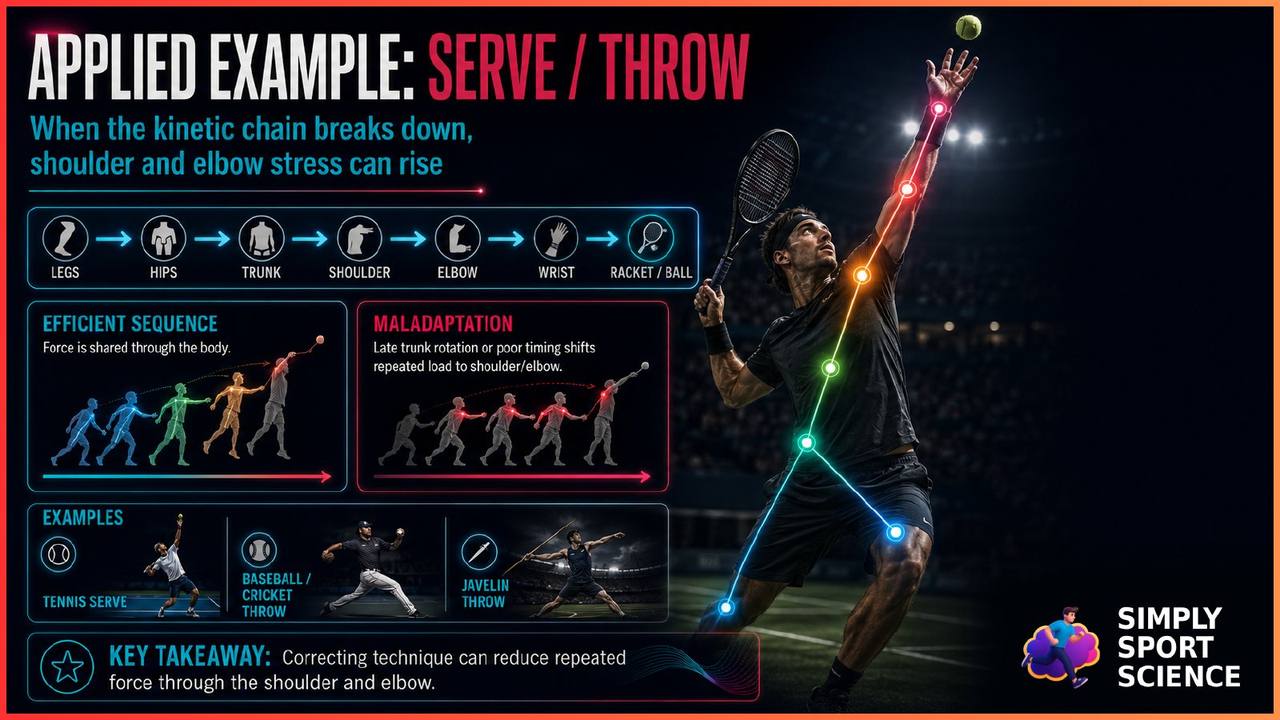 APPLIED EXAMPLE: SERVE / THROW
When the kinetic chain breaks down,
shoulder and elbow stress can rise
LEGS
HIPS
TRUNK
SHOULDER
ELBOW
WRIST
RACKET / BALL
EFFICIENT SEQUENCE
Force is shared through the body.
MALADAPTATION
Late trunk rotation or poor timing shifts
repeated load to shoulder/elbow.
EXAMPLES
TENNIS SERVE
BASEBALL /
CRICKET
THROW
JAVELIN
THROW
KEY TAKEAWAY: Correcting technique can reduce repeated
force through the shoulder and elbow.
SIMPLY
SPORT
SCIENCE